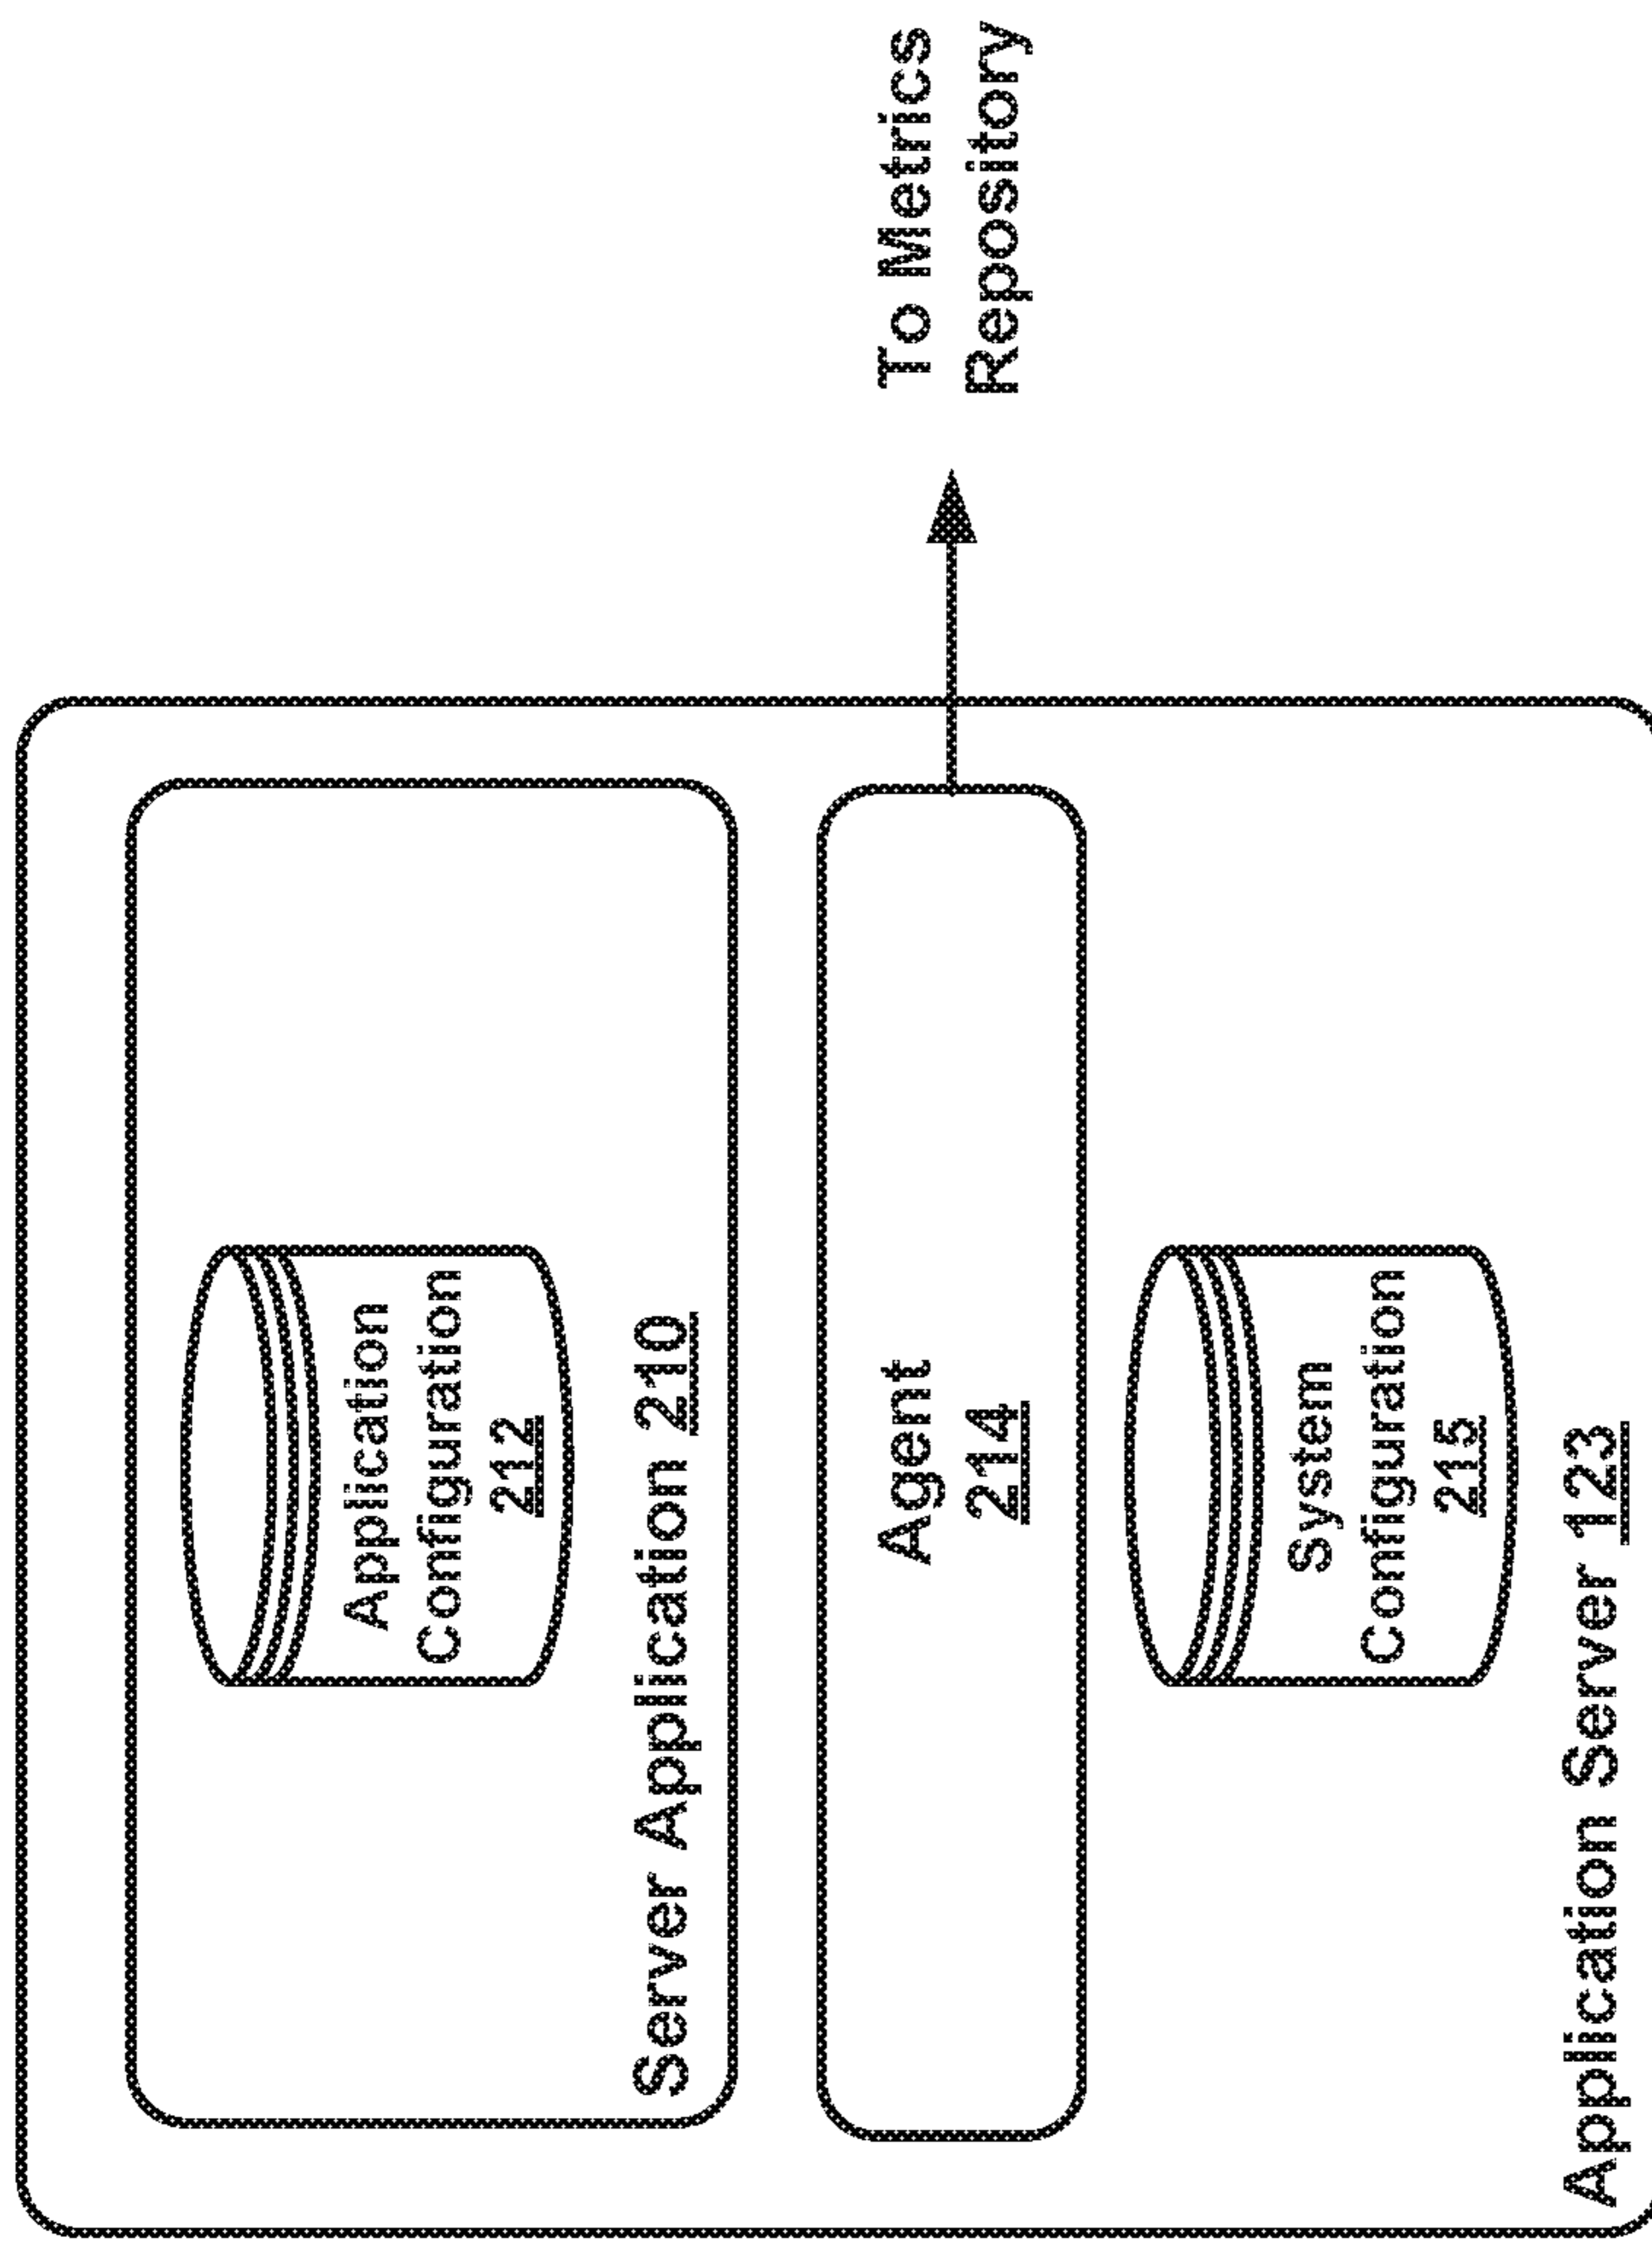 Application
Configuration
212
Server Application 210
Agent
214
To Metrics
Repository
System
Configuration
215
Application Server 123